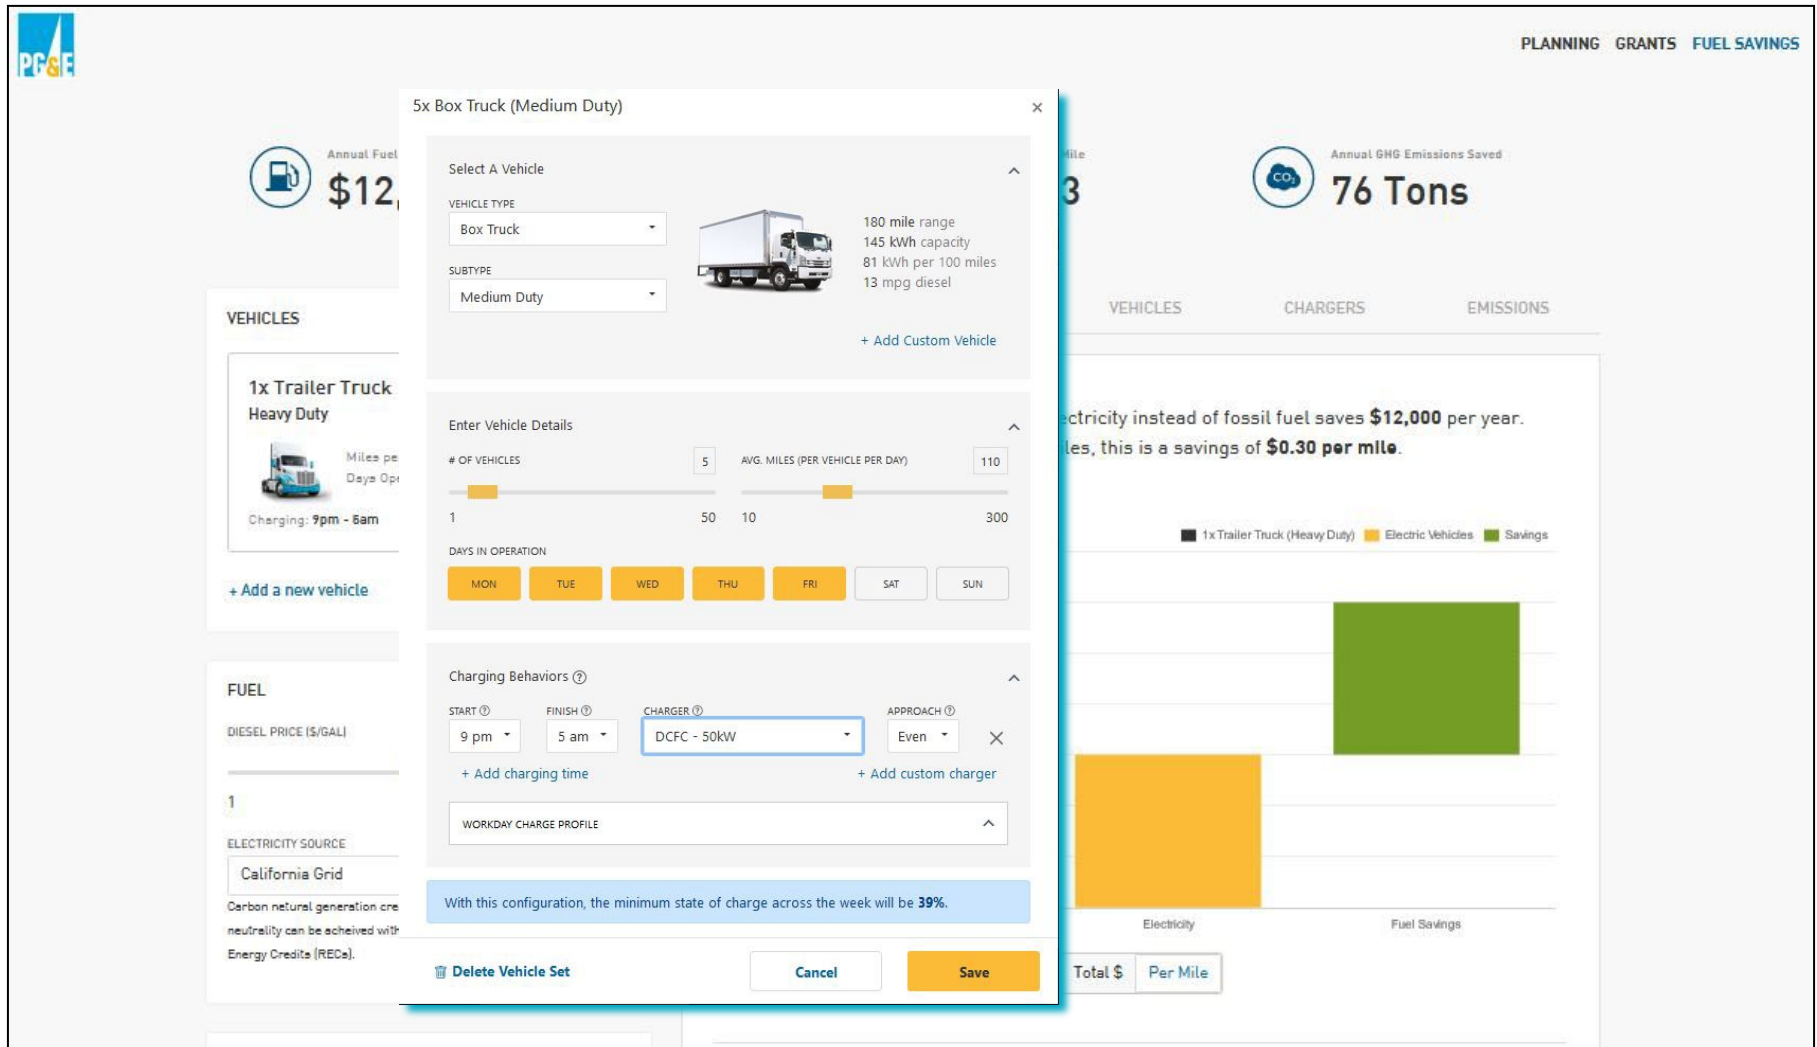 PG&E
PLANNING GRANTS FUEL SAVINGS
5x Box Truck (Medium Duty)
×
Annual Fuel
$12,
Mile
3
CO2
Annual GHG Emissions Saved
76 Tons
Select A Vehicle
VEHICLE TYPE
Box Truck
SUBTYPE
Medium Duty
180 mile range
145 kWh capacity
81 kWh per 100 miles
13 mpg diesel
+ Add Custom Vehicle
VEHICLES
1x Trailer Truck
Heavy Duty
Miles pe
Days Ope
Charging: 9pm - 5am
+ Add a new vehicle
Enter Vehicle Details
# OF VEHICLES
5
AVG. MILES (PER VEHICLE PER DAY)
110
1
50
10
300
DAYS IN OPERATION
MON TUE WED THU FRI SAT SUN
VEHICLES CHARGERS EMISSIONS
ectricity instead of fossil fuel saves $12,000 per year.
les, this is a savings of $0.30 per mile.
1x Trailer Truck (Heavy Duty) Electric Vehicles Savings
FUEL
DIESEL PRICE ($/GAL)
1
ELECTRICITY SOURCE
California Grid
Carbon netural generation cre
neutrality can be acheived with
Energy Credits (RECs).
Charging Behaviors ?
START ? FINISH ? CHARGER ? APPROACH ?
9 pm 5 am DCFC - 50kW Even
+ Add charging time
+ Add custom charger
WORKDAY CHARGE PROFILE
With this configuration, the minimum state of charge across the week will be 39%.
Delete Vehicle Set
Cancel
Save
Electricity Fuel Savings
Total $ Per Mile